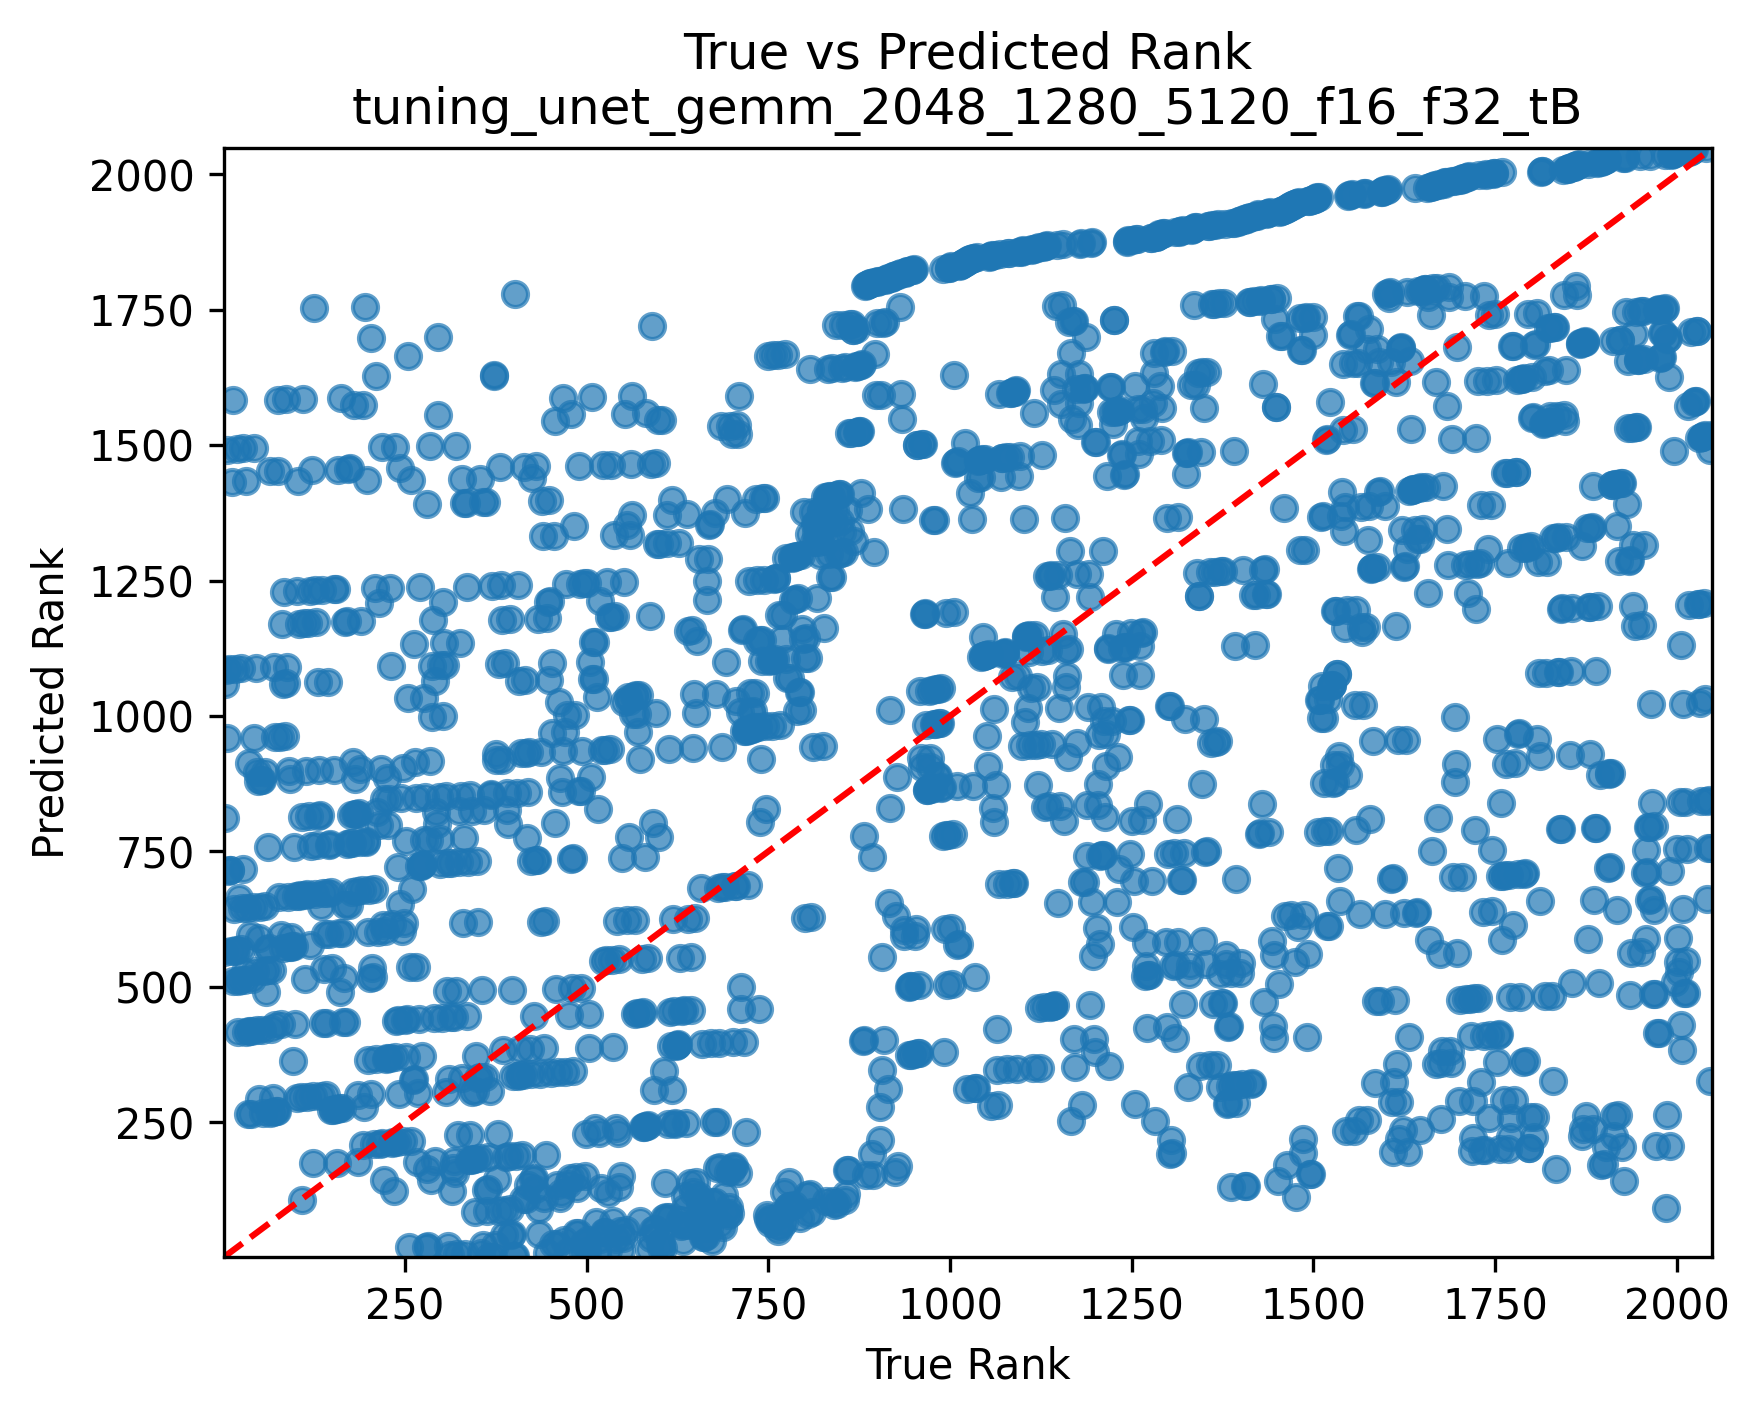 True vs Predicted Rank
tuning_unet_gemm_2048_1280_5120_f16_f32_tB
2000
1750
1500
1250
1000
750
500
250
Predicted Rank
250 500 750 1000 1250 1500 1750 2000
True Rank